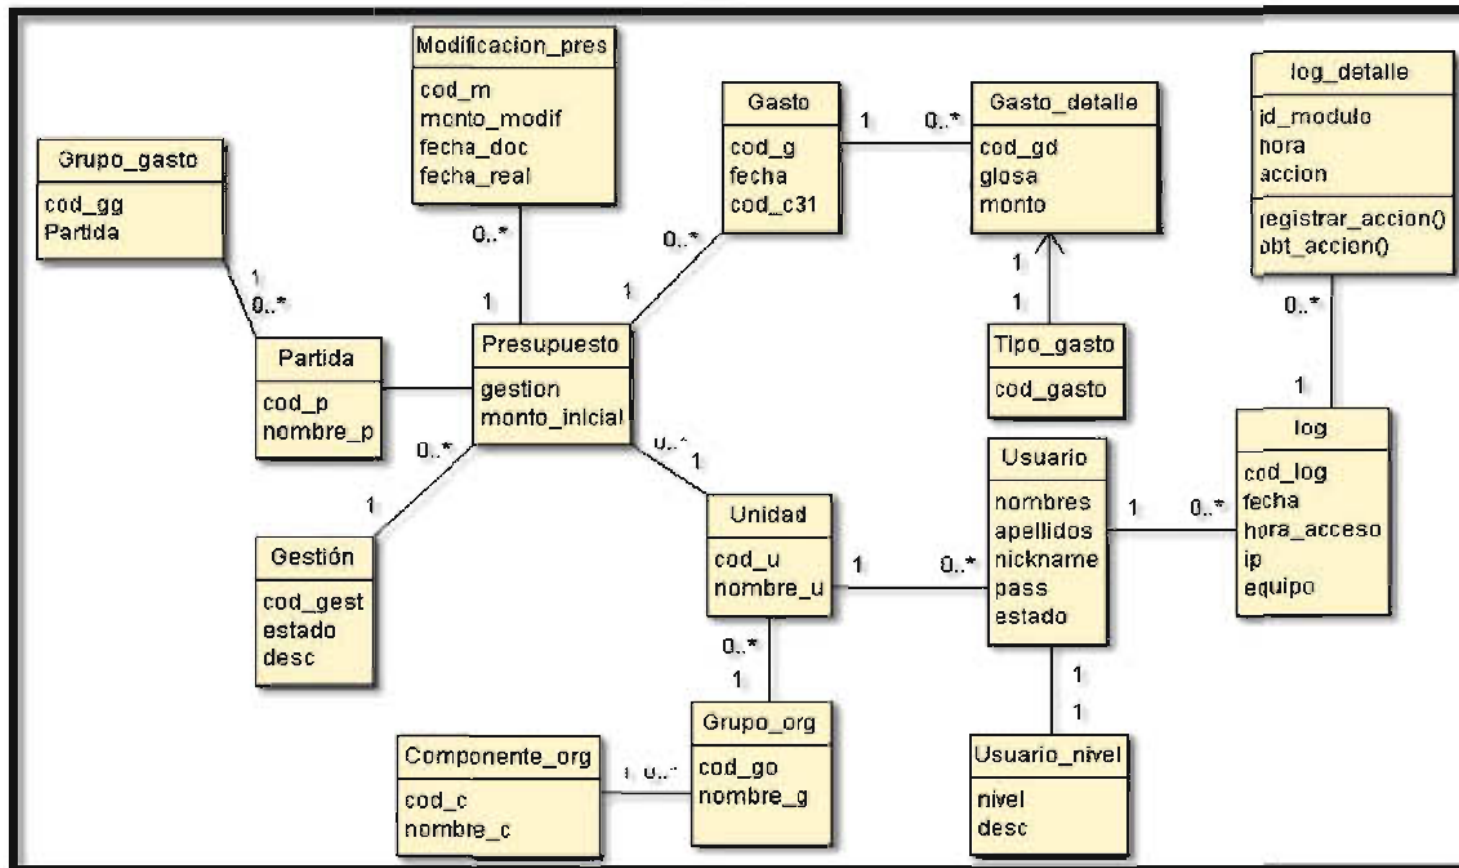 Modificacion_pres
cod_m
monto_modif
fecha_doc
fecha_real
Gasto
cod_g
fecha
cod_c31
Gasto_detalle
cod_gd
glosa
monto
log_detalle
id_modulo
hora
accion
registrar_accion()
obt_accion()
Grupo_gasto
cod_gg
Partida
1
0..*
0..*
1
0..*
1
1
0..*
1
1
0..*
1
Partida
cod_p
nombre_p
Presupuesto
gestion
monto_inicial
Tipo_gasto
cod_gasto
0..*
1
0..*
1
Gestión
cod_gest
estado
desc
Unidad
cod_u
nombre_u
1
0..*
Usuario
nombres
apellidos
nickname
pass
estado
1
0..*
log
cod_log
fecha
hora_acceso
ip
equipo
0..*
1
1
1
Componente_org
cod_c
nombre_c
1
0..*
Grupo_org
cod_go
nombre_g
Usuario_nivel
nivel
desc